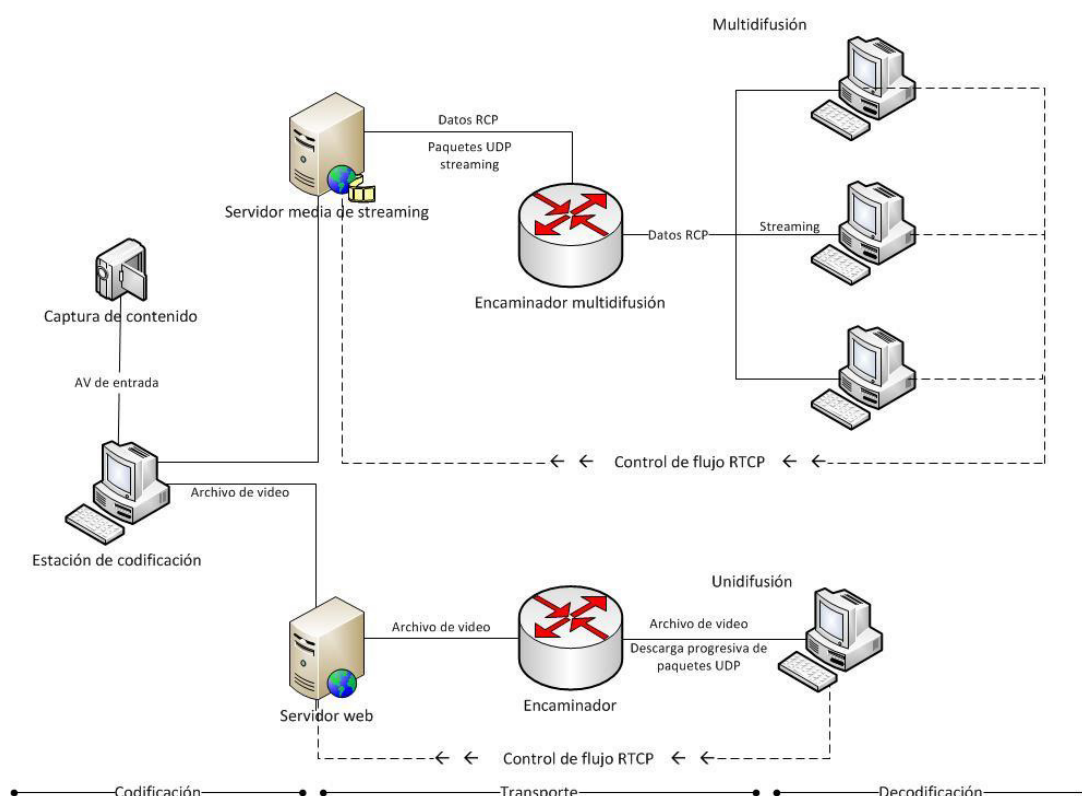 Multidifusión
Datos RCP
Paquetes UDP
streaming
Servidor media de streaming
Datos RCP
Streaming
Encaminador multidifusión
Captura de contenido
AV de entrada
Control de flujo RTCP
Archivo de video
Estación de codificación
Unidifusión
Archivo de video
Archivo de video
Descarga progresiva de
paquetes UDP
Encaminador
Servidor web
Control de flujo RTCP
Codificación
Transporte
Decodificación